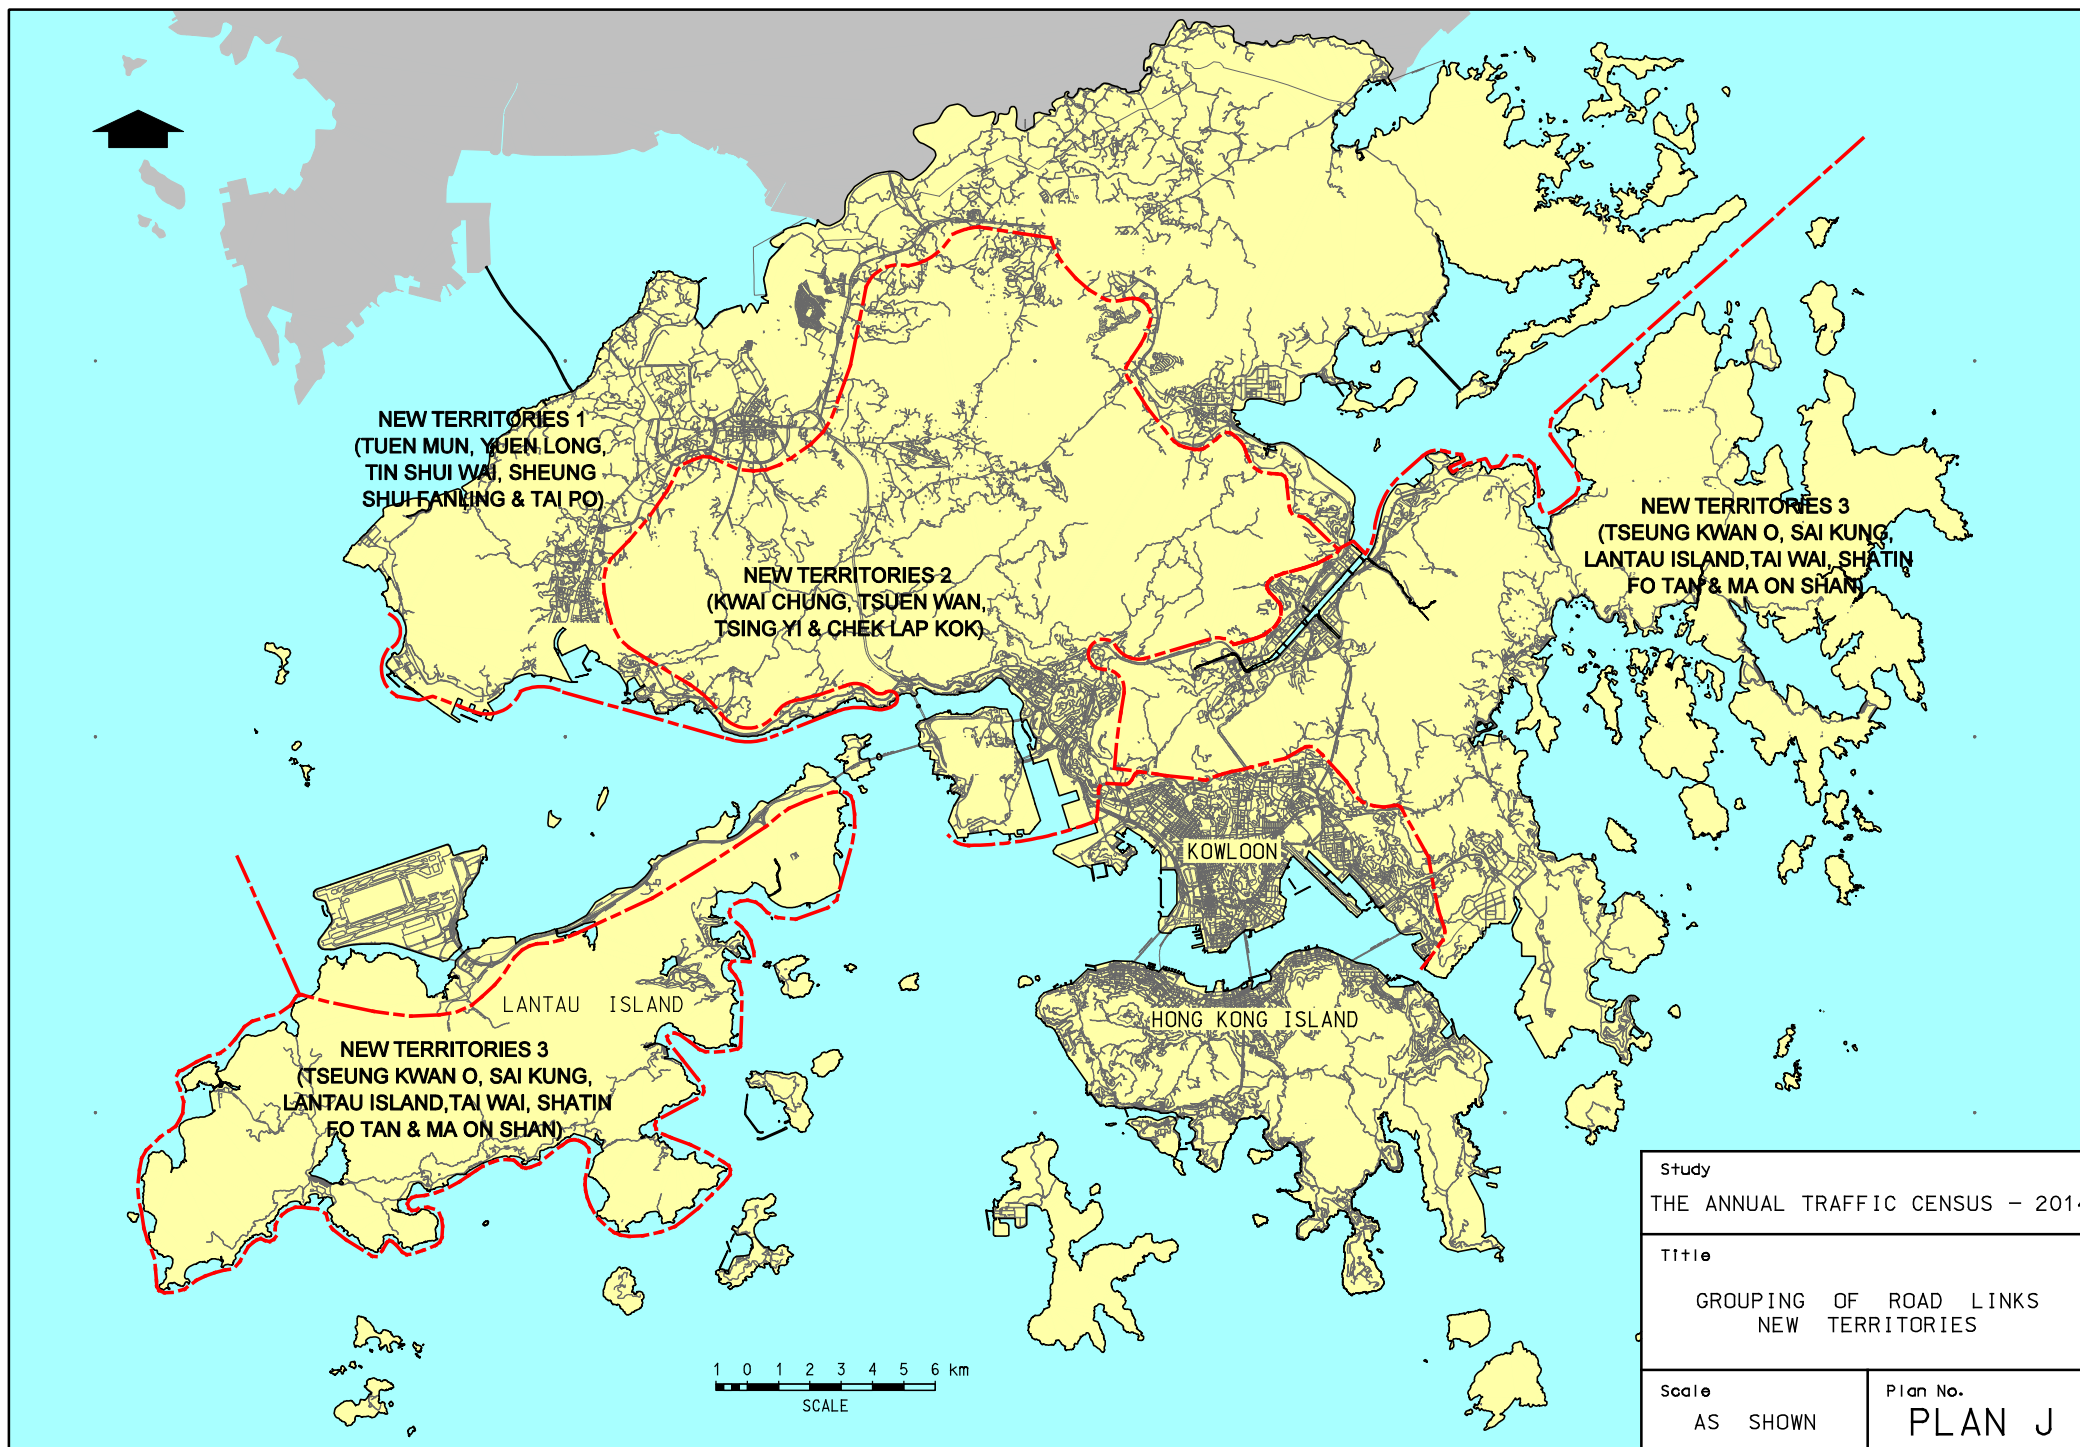 NEW TERRITORIES 1
(TUEN MUN, YUEN LONG,
TIN SHUI WAI, SHEUNG
SHUI FANLING & TAI PO)
NEW TERRITORIES 2
(KWAI CHUNG, TSUEN WAN,
TSING YI & CHEK LAP KOK)
NEW TERRITORIES 3
(TSEUNG KWAN O, SAI KUNG,
LANTAU ISLAND,TAI WAI, SHATIN
FO TAN & MA ON SHAN)
KOWLOON
LANTAU ISLAND
HONG KONG ISLAND
NEW TERRITORIES 3
(TSEUNG KWAN O, SAI KUNG,
LANTAU ISLAND,TAI WAI, SHATIN
FO TAN & MA ON SHAN)
1 0 1 2 3 4 5 6 km
SCALE
Study
THE ANNUAL TRAFFIC CENSUS - 2014
Title
GROUPING OF ROAD LINKS
NEW TERRITORIES
Scale
AS SHOWN
Plan No.
PLAN J